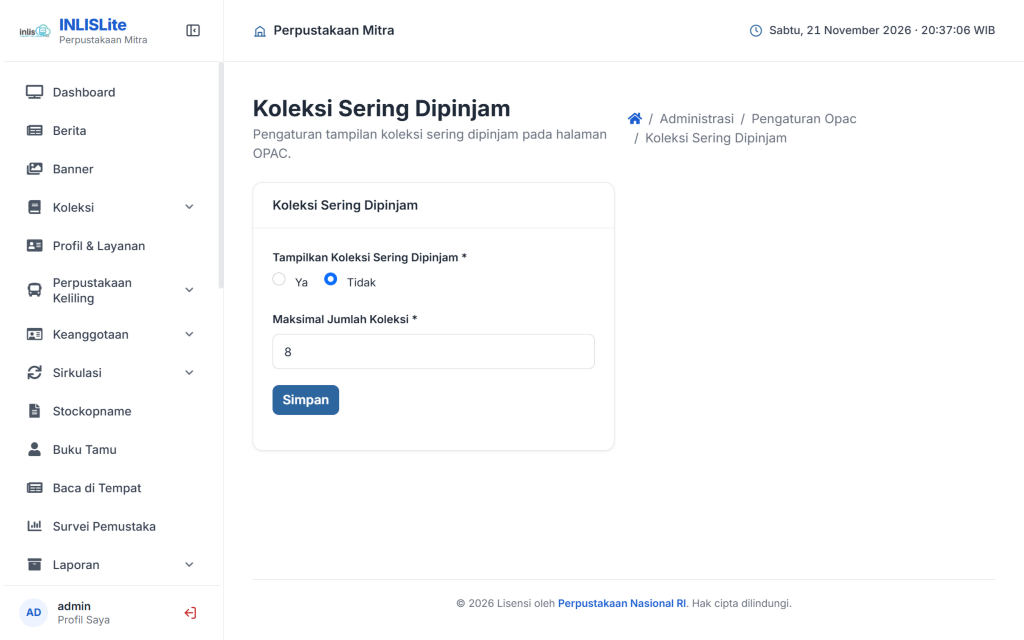 inlis
INLISLite
Perpustakaan Mitra
Perpustakaan Mitra
Sabtu, 21 November 2026 · 20:37:06 WIB
Dashboard
Berita
Banner
Koleksi
Profil & Layanan
Perpustakaan
Keliling
Keanggotaan
Sirkulasi
Stockopname
Buku Tamu
Baca di Tempat
Survei Pemustaka
Laporan
AD
admin
Profil Saya
Koleksi Sering Dipinjam
Pengaturan tampilan koleksi sering dipinjam pada halaman
OPAC.
/ Administrasi / Pengaturan Opac
/ Koleksi Sering Dipinjam
Koleksi Sering Dipinjam
Tampilkan Koleksi Sering Dipinjam *
Ya Tidak
Maksimal Jumlah Koleksi *
8
Simpan
© 2026 Lisensi oleh Perpustakaan Nasional RI. Hak cipta dilindungi.